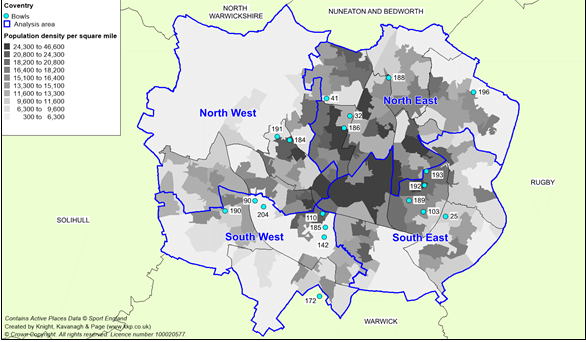 Coventry
Bowls
Analysis area
Population density per square mile
24,300 to 46,600
20,800 to 24,300
18,200 to 20,800
16,400 to 18,200
15,100 to 16,400
13,300 to 15,100
11,600 to 13,300
9,600 to 11,600
6,300 to 9,600
300 to 6,300
NORTH
WARWICKSHIRE
NUNEATON AND BEDWORTH
188
196
41
North East
North West
32
186
191
184
193
RUGBY
192
90
189
204
190
103
110
25
SOLIHULL
185
South West
South East
142
172
WARWICK
Contains Active Places Data © Sport England
Created by Knight, Kavanagh & Page (www.kkp.co.uk)
© Crown Copyright. All rights reserved. Licence number 100020577